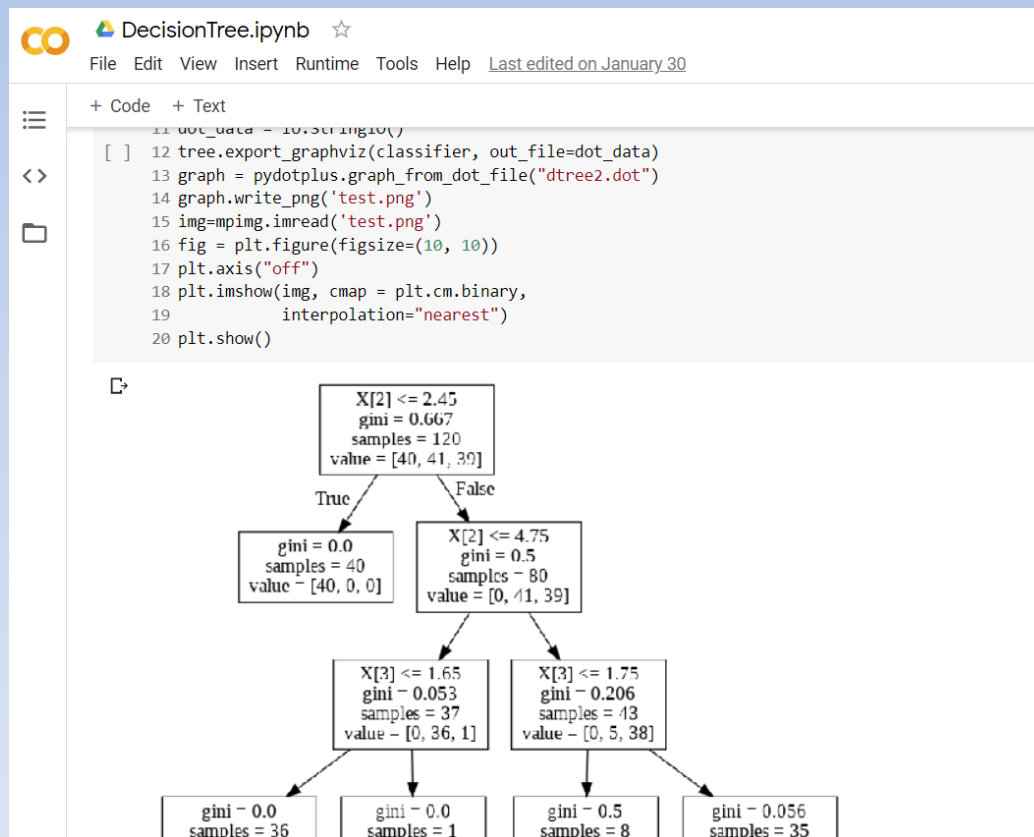 DecisionTree.ipynb
File Edit View Insert Runtime Tools Help Last edited on January 30
+ Code + Text
11 dot_data = io.StringIO()
[ ] 12 tree.export_graphviz(classifier, out_file=dot_data)
13 graph = pydotplus.graph_from_dot_file("dtree2.dot")
14 graph.write_png('test.png')
15 img=mpimg.imread('test.png')
16 fig = plt.figure(figsize=(10, 10))
17 plt.axis("off")
18 plt.imshow(img, cmap = plt.cm.binary,
19 interpolation="nearest")
20 plt.show()
X[2] <= 2.45
gini = 0.667
samples = 120
value = [40, 41, 39]
True
False
gini = 0.0
samples = 40
value = [40, 0, 0]
X[2] <= 4.75
gini = 0.5
samples = 80
value = [0, 41, 39]
X[3] <= 1.65
gini = 0.053
samples = 37
value = [0, 36, 1]
X[3] <= 1.75
gini = 0.206
samples = 43
value = [0, 5, 38]
gini = 0.0
samples = 36
gini = 0.0
samples = 1
gini = 0.5
samples = 8
gini = 0.056
samples = 35